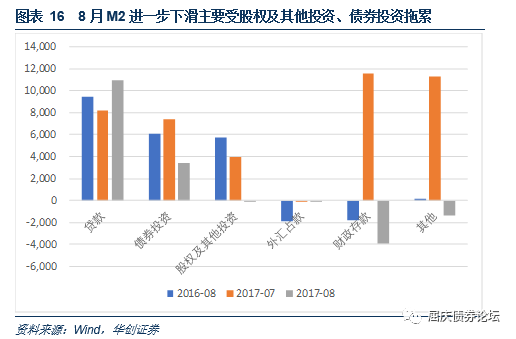 图表 16 8 月 M2 进一步下滑主要受股权及其他投资、债券投资拖累
14,000
12,000
10,000
8,000
6,000
4,000
2,000
0
-2,000
-4,000
-6,000
贷款
债券投资
股权及其他投资
外汇占款
财政存款
其他
2016-08 2017-07 2017-08
屈庆债券论坛
资料来源：Wind，华创证券